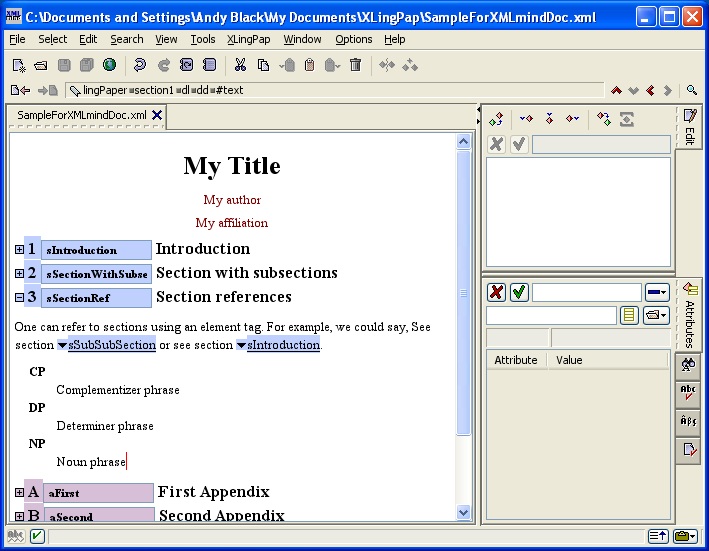 C:\Documents and Settings\Andy Black\My Documents\XLingPap\SampleForXMLmindDoc.xml
File Select Edit Search View Tools XLingPap Window Options Help
lingPaper section1 dl dd #text
SampleForXMLmindDoc.xml
Edit
My Title
My author
My affiliation
1 sIntroduction Introduction
2 sSectionWithSubse Section with subsections
3 sSectionRef Section references
One can refer to sections using an element tag. For example, we could say, See
section sSubSubSection or see section sIntroduction.
CP
Complementizer phrase
DP
Determiner phrase
NP
Noun phrase
A aFirst First Appendix
B aSecond Second Appendix
Attributes
Attribute Value
Abc
Âβς
abc